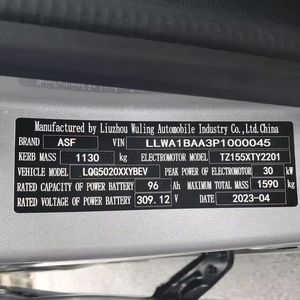 Manufactured by Liuzhou Wuling Automobile Industry Co.,Ltd.China
BRAND ASF VIN LLWA1BAA3P1000045
KERB MASS 1130 kg ELECTROMOTOR MODEL TZ155XTY2201
VEHICLE MODEL LQG5020XXYBEV PEAK POWER OF ELECTROMOTOR 30 kW
RATED CAPACITY OF POWER BATTERY 96 Ah MAXIMUM TOTAL MASS 1590 kg
RATED VOLTAGE OF POWER BATTERY 309.12 V DATE 2023-04